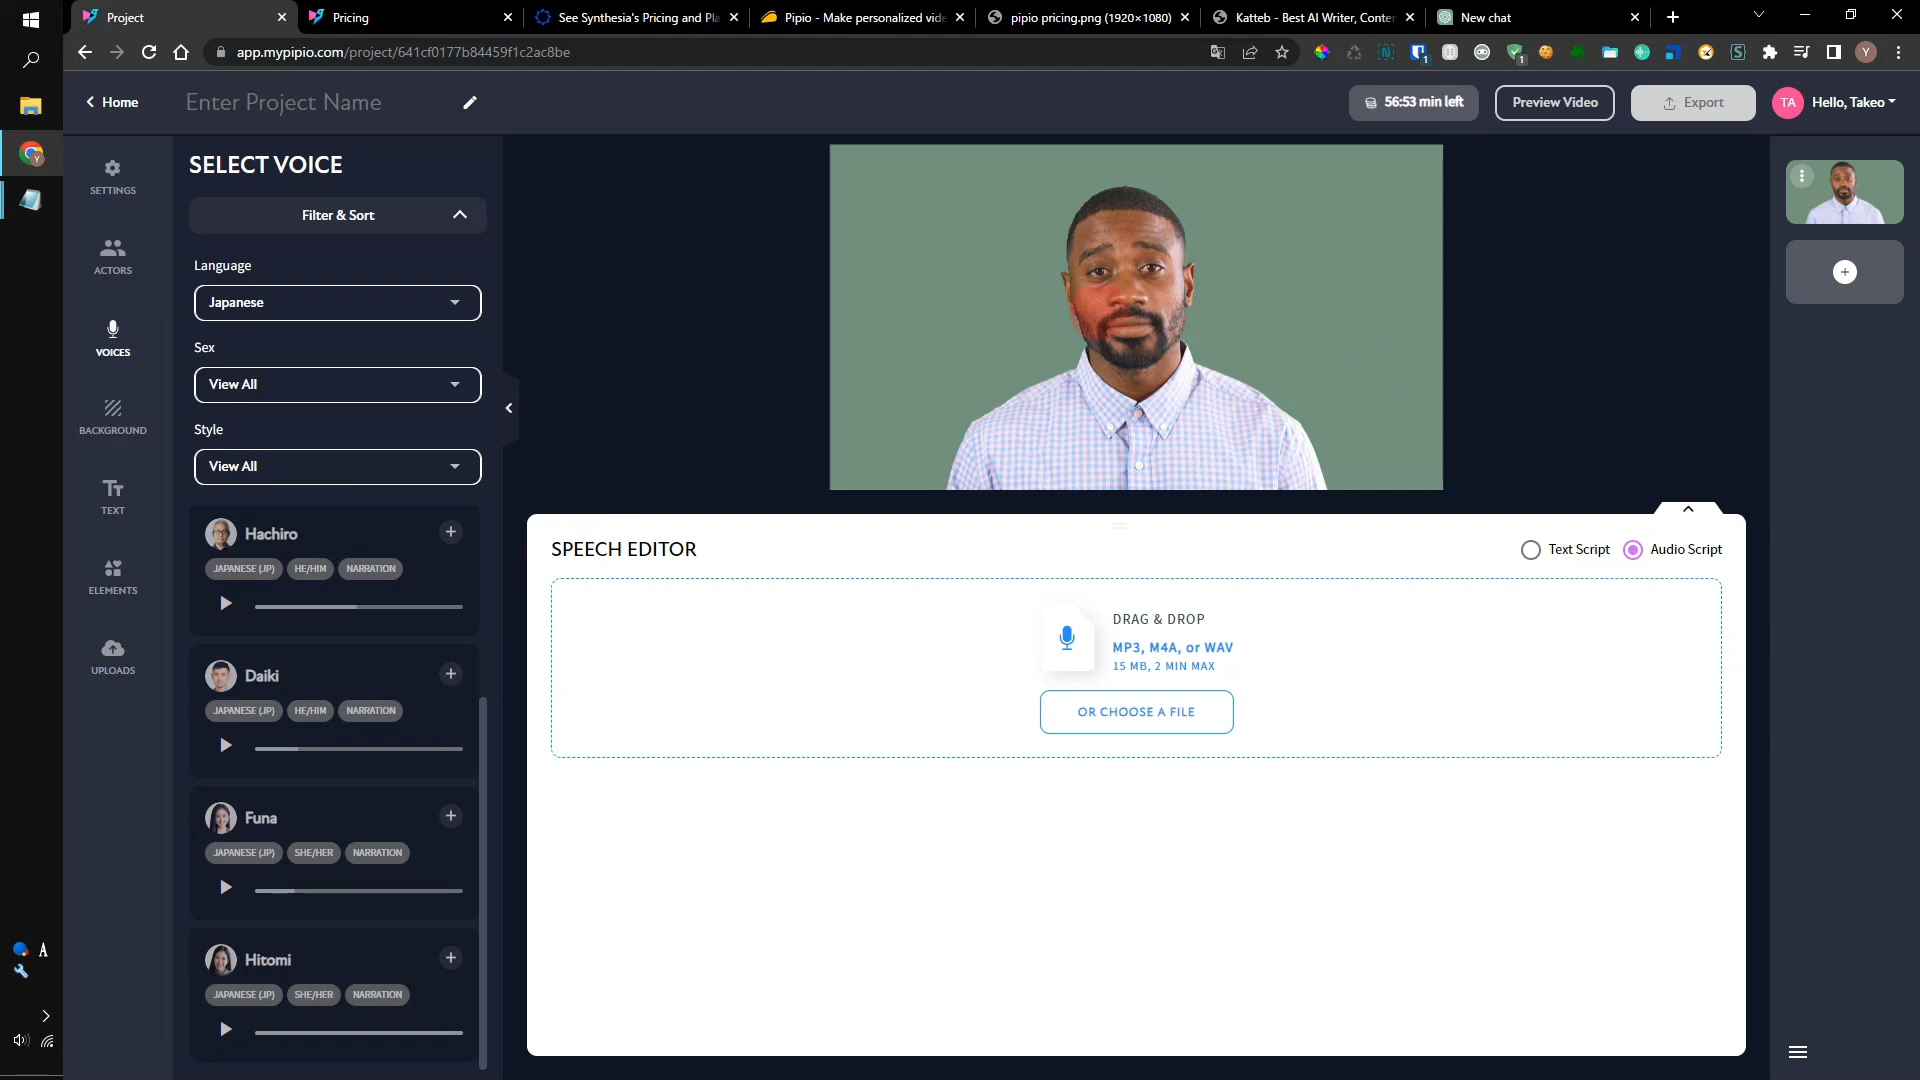 Project
Pricing
See Synthesia's Pricing and Pla
Pipio - Make personalized vide
pipio pricing.png (1920×1080)
Katteb - Best AI Writer, Conter
New chat
app.mypipio.com/project/641cf0177b84459f1c2ac8be
Home
Enter Project Name
56:53 min left
Preview Video
Export
TA
Hello, Takeo
SETTINGS
ACTORS
VOICES
BACKGROUND
TEXT
ELEMENTS
UPLOADS
SELECT VOICE
Filter & Sort
Language
Japanese
Sex
View All
Style
View All
Hachiro
JAPANESE (JP) HE/HIM NARRATION
Daiki
JAPANESE (JP) HE/HIM NARRATION
Funa
JAPANESE (JP) SHE/HER NARRATION
Hitomi
JAPANESE (JP) SHE/HER NARRATION
SPEECH EDITOR
Text Script
Audio Script
DRAG & DROP
MP3, M4A, or WAV
15 MB, 2 MIN MAX
OR CHOOSE A FILE